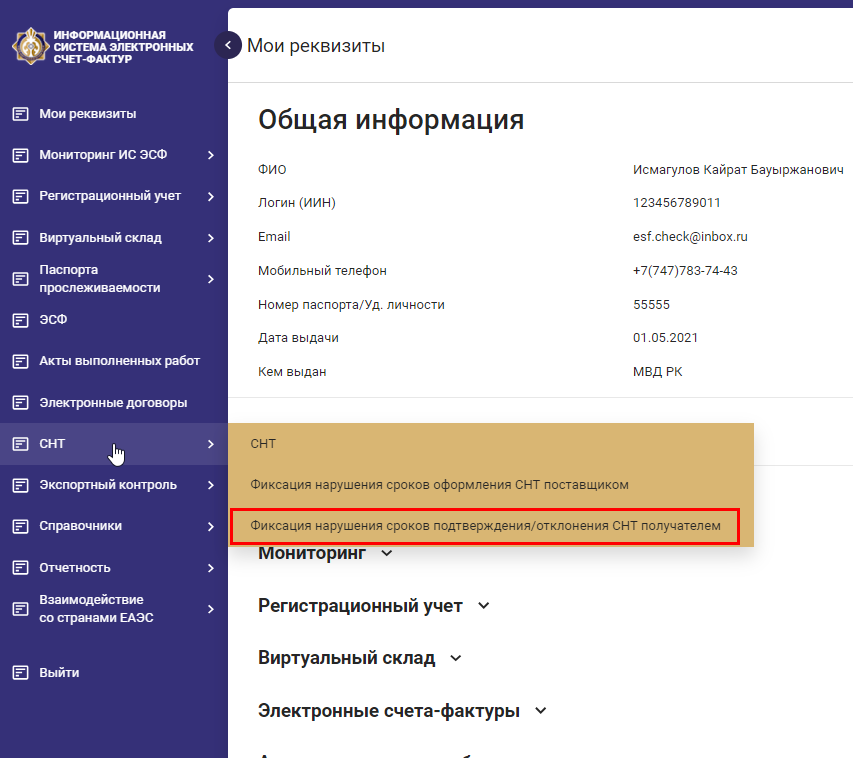 ИНФОРМАЦИОННАЯ
СИСТЕМА ЭЛЕКТРОННЫХ
СЧЕТ-ФАКТУР
Мои реквизиты
Мониторинг ИС ЭСФ
Регистрационный учет
Виртуальный склад
Паспорта
прослеживаемости
ЭСФ
Акты выполненных работ
Электронные договоры
СНТ
Экспортный контроль
Справочники
Отчетность
Взаимодействие
со странами ЕАЭС
Выйти
Мои реквизиты
Общая информация
ФИО Исмагулов Кайрат Бауыржанович
Логин (ИИН) 123456789011
Email esf.check@inbox.ru
Мобильный телефон +7(747)783-74-43
Номер паспорта/Уд. личности 55555
Дата выдачи 01.05.2021
Кем выдан МВД РК
СНТ
Фиксация нарушения сроков оформления СНТ поставщиком
Фиксация нарушения сроков подтверждения/отклонения СНТ получателем
Мониторинг
Регистрационный учет
Виртуальный склад
Электронные счета-фактуры